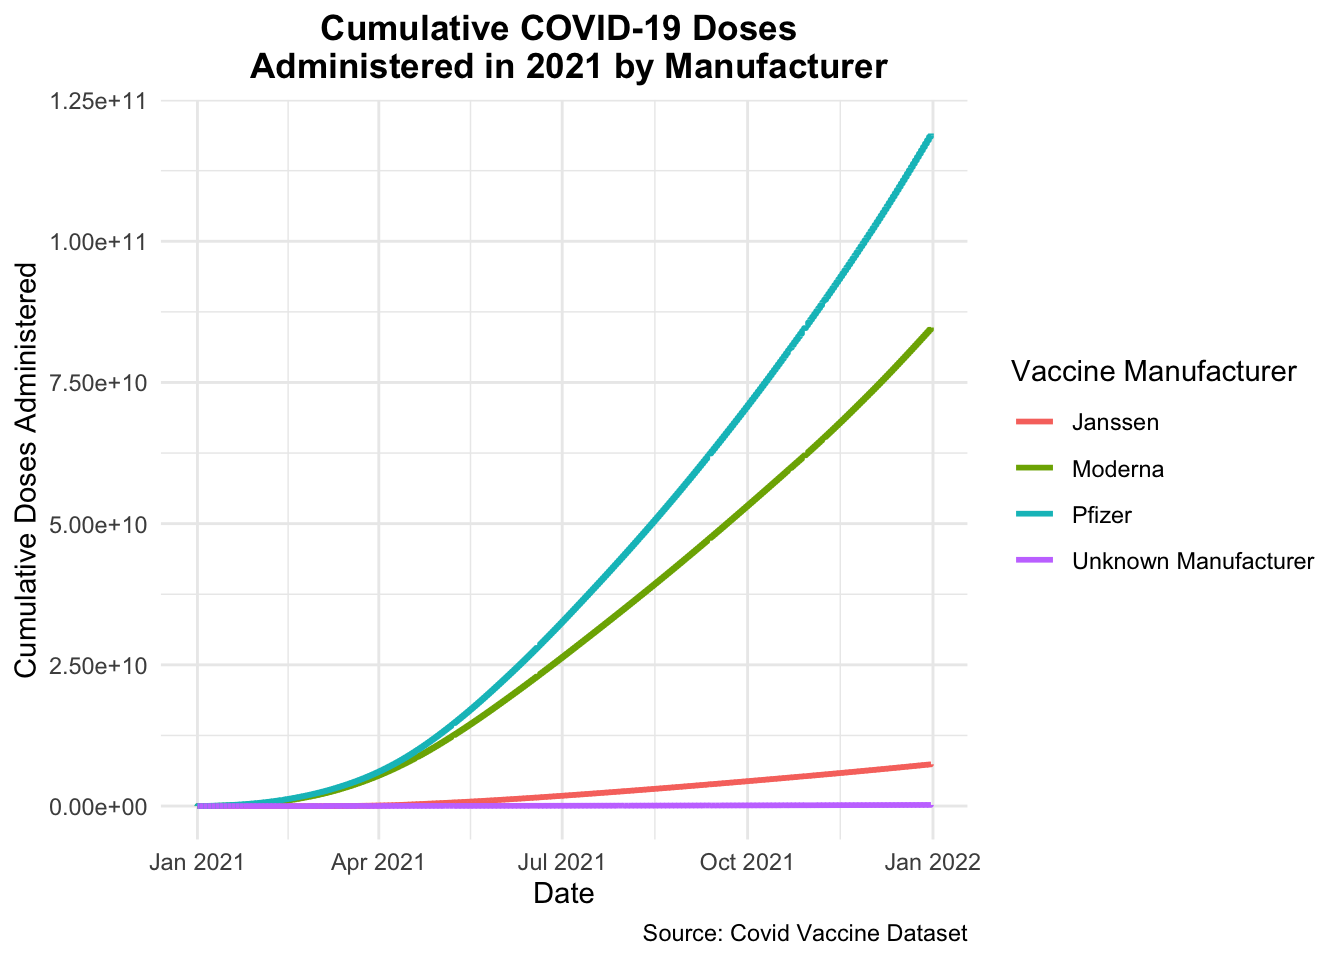 Cumulative COVID-19 Doses
Administered in 2021 by Manufacturer
Cumulative Doses Administered
1.25e+11
1.00e+11
7.50e+10
5.00e+10
2.50e+10
0.00e+00
Jan 2021
Apr 2021
Jul 2021
Oct 2021
Jan 2022
Date
Vaccine Manufacturer
Janssen
Moderna
Pfizer
Unknown Manufacturer
Source: Covid Vaccine Dataset